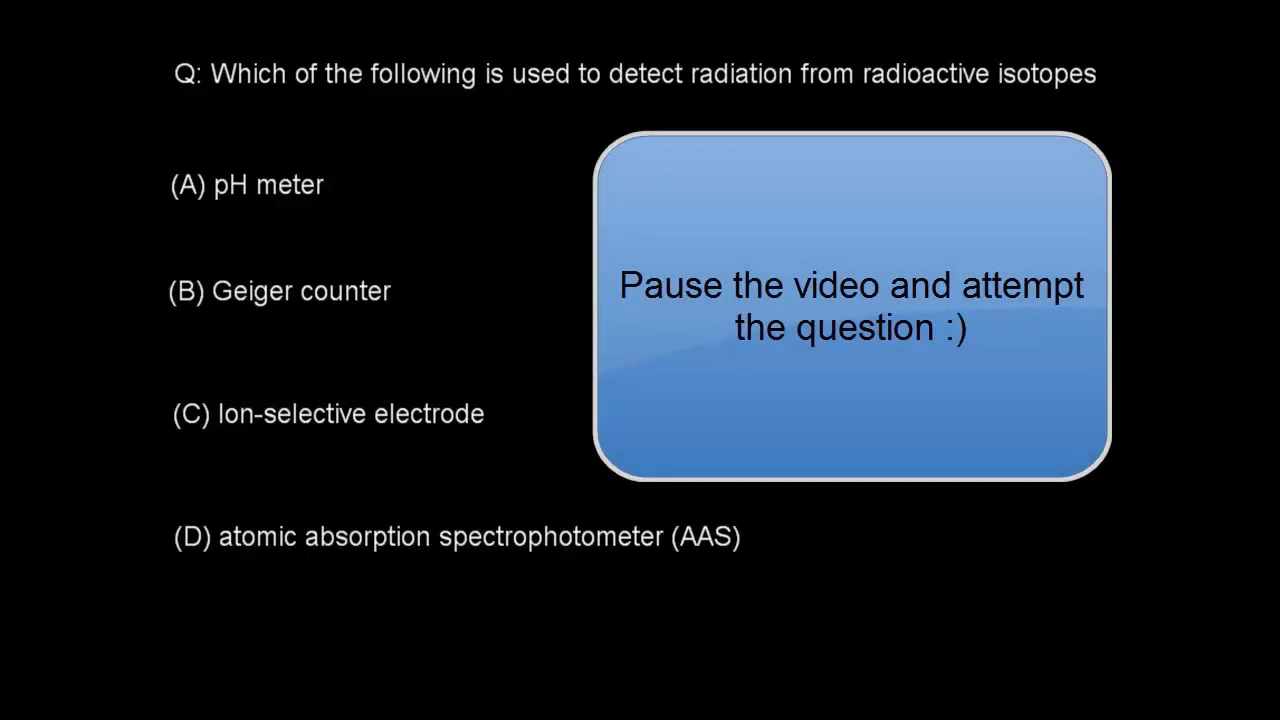 Q: Which of the following is used to detect radiation from radioactive isotopes
(A) pH meter
(B) Geiger counter
(C) Ion-selective electrode
(D) atomic absorption spectrophotometer (AAS)
Pause the video and attempt
the question :)